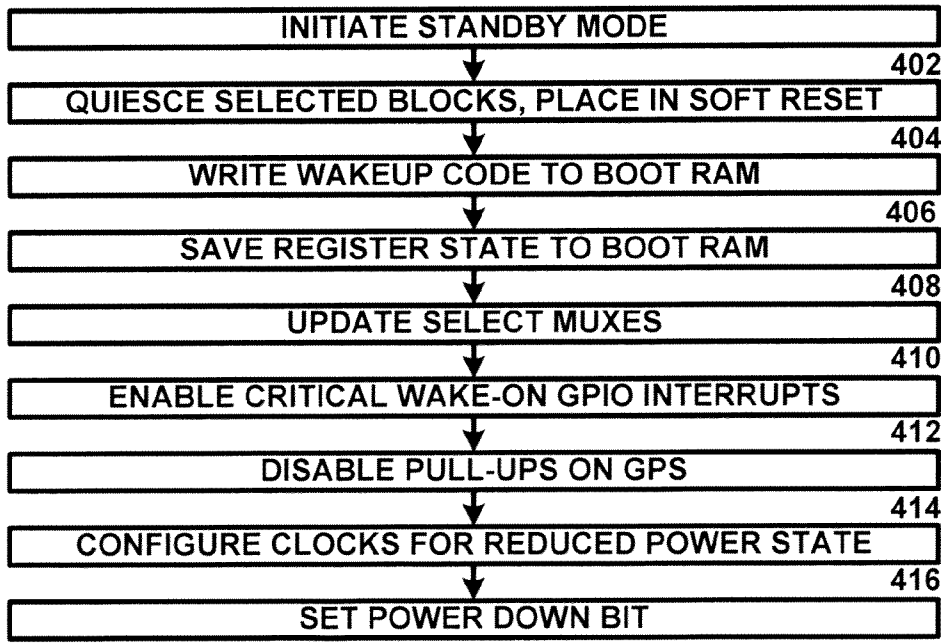 INITIATE STANDBY MODE
402
QUIESCE SELECTED BLOCKS, PLACE IN SOFT RESET
404
WRITE WAKEUP CODE TO BOOT RAM
406
SAVE REGISTER STATE TO BOOT RAM
408
UPDATE SELECT MUXES
410
ENABLE CRITICAL WAKE-ON GPIO INTERRUPTS
412
DISABLE PULL-UPS ON GPS
414
CONFIGURE CLOCKS FOR REDUCED POWER STATE
416
SET POWER DOWN BIT